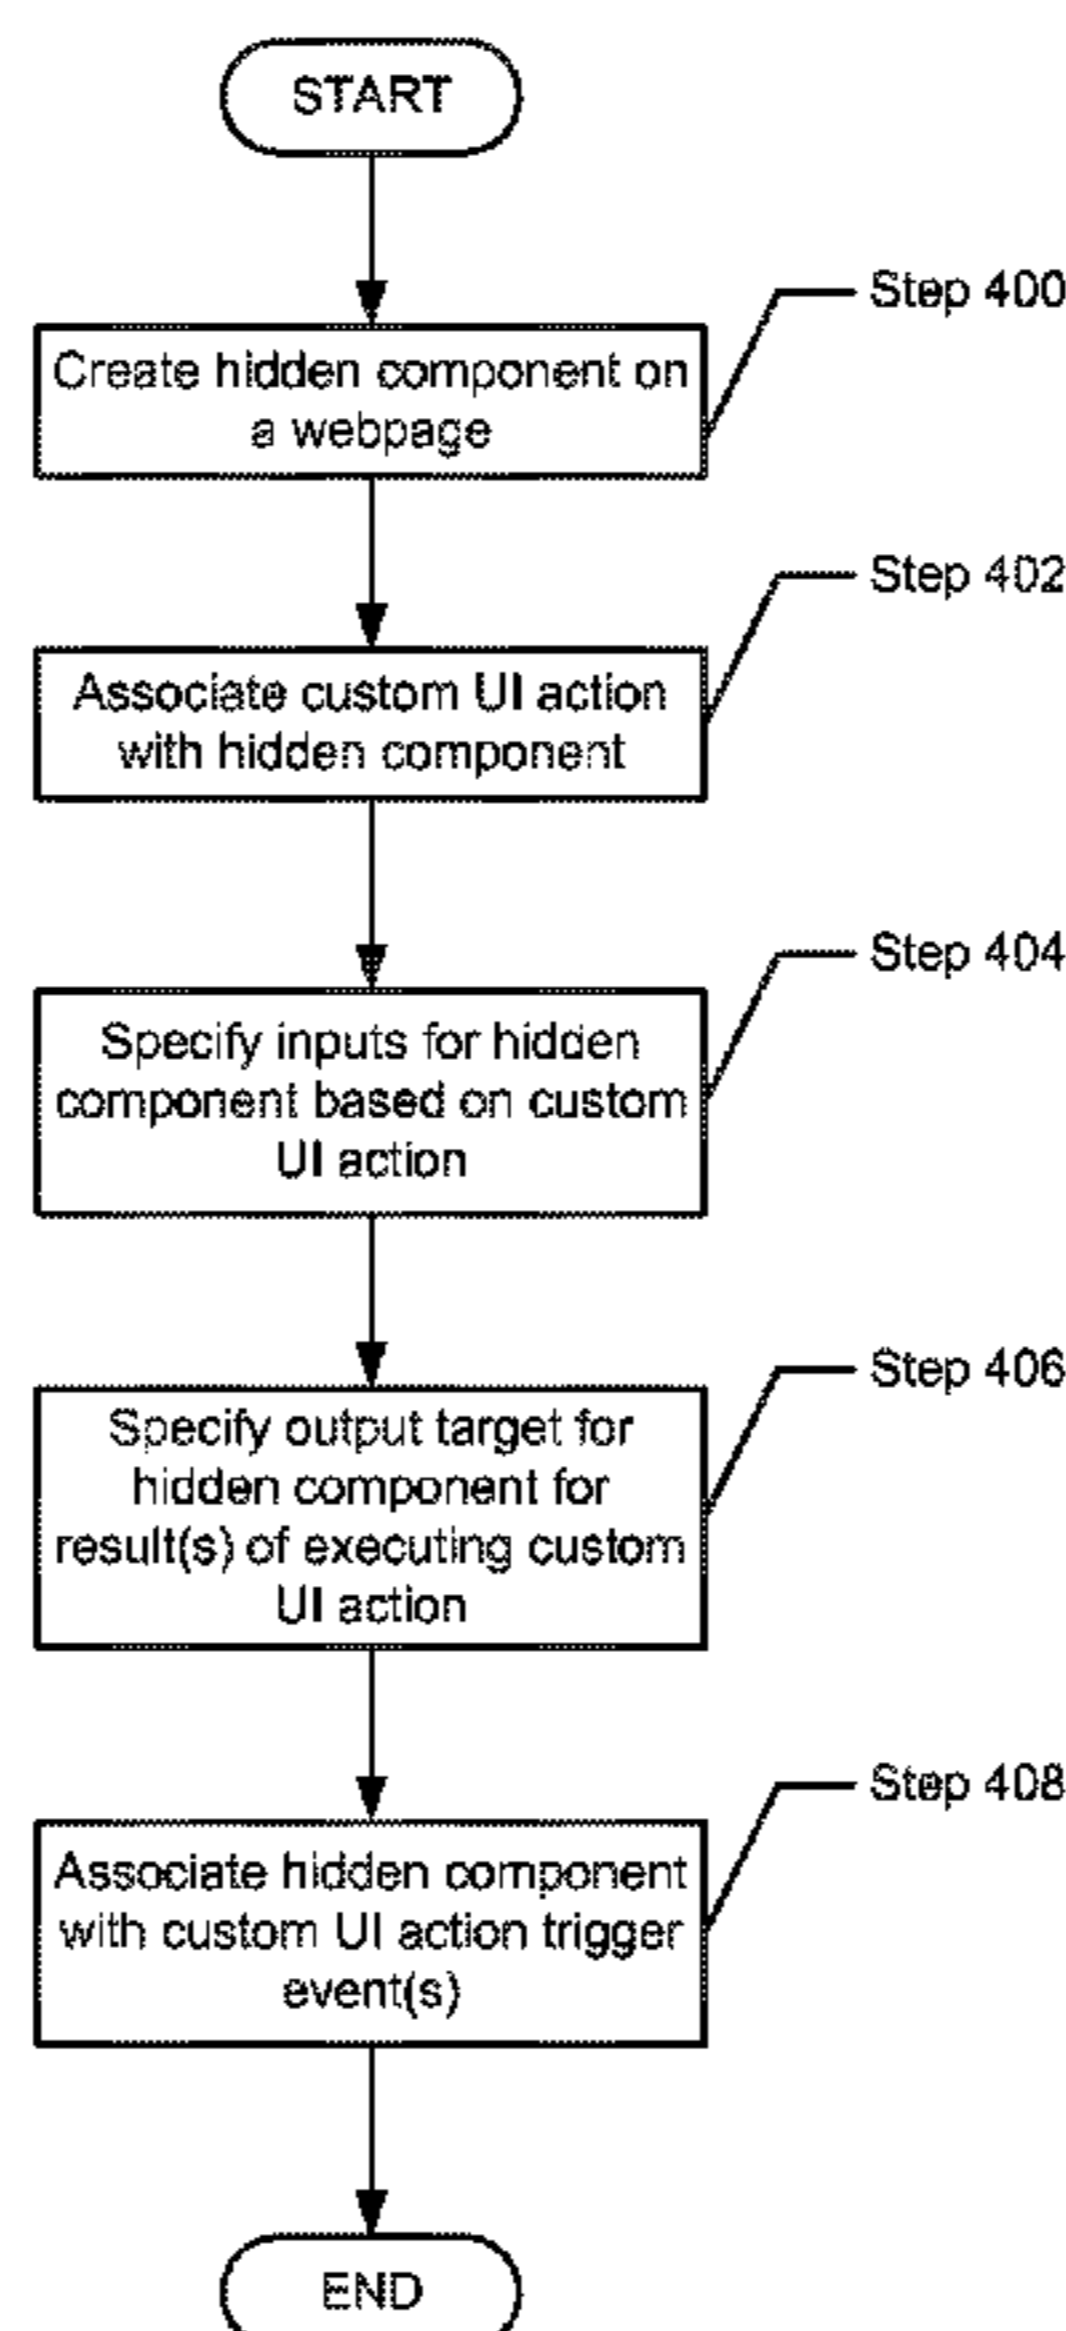 START
Step 400
Create hidden component on
a webpage
Step 402
Associate custom UI action
with hidden component
Step 404
Specify inputs for hidden
component based on custom
UI action
Step 406
Specify output target for
hidden component for
result(s) of executing custom
UI action
Step 408
Associate hidden component
with custom UI action trigger
event(s)
END